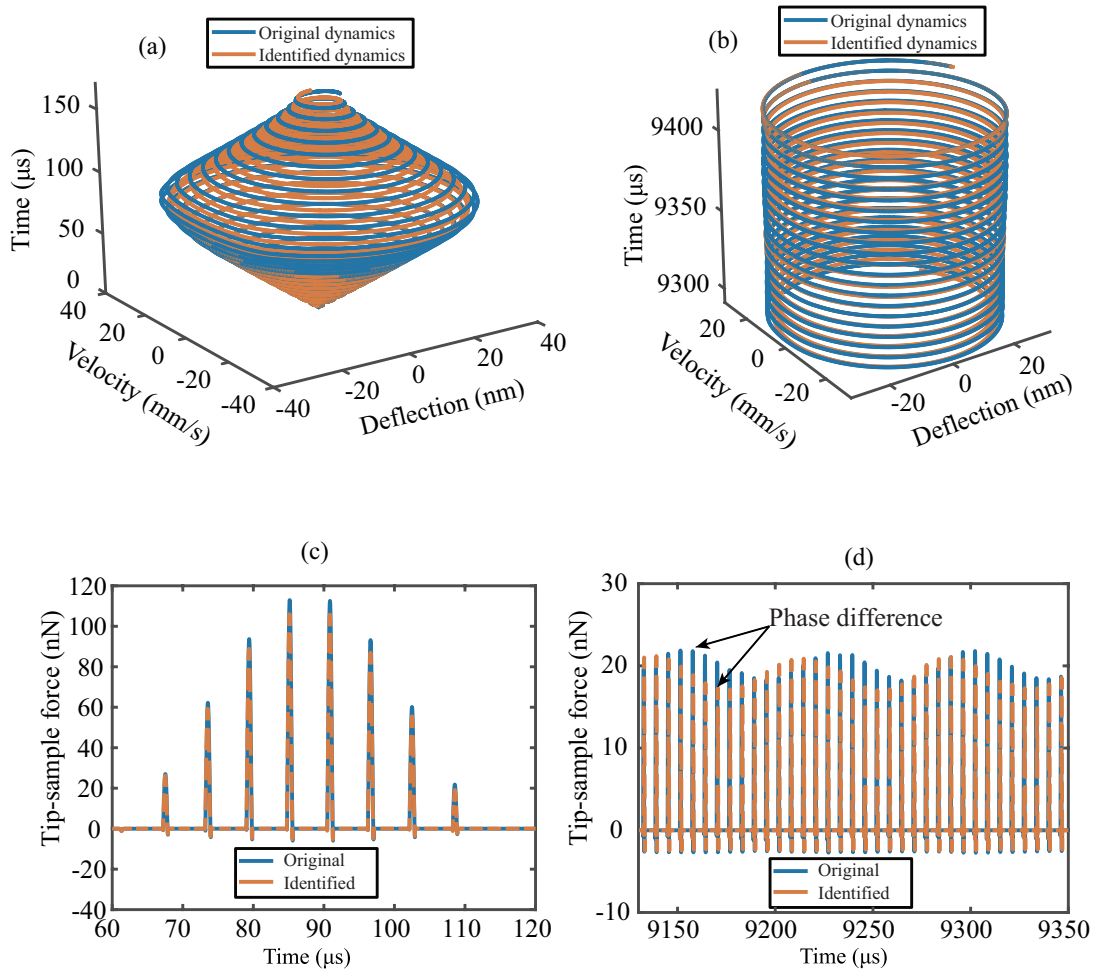 (a)
Original dynamics
Identified dynamics
Time (μs)
150
100
50
0
40
20
0
-20
-40
Velocity (mm/s)
-40
-20
0
20
40
Deflection (nm)
(b)
Original dynamics
Identified dynamics
Time (μs)
9400
9350
9300
20
0
-20
Velocity (mm/s)
-20
0
20
Deflection (nm)
(c)
Tip-sample force (nN)
120
100
80
60
40
20
0
-20
-40
Original
Identified
60 70 80 90 100 110 120
Time (μs)
(d)
Tip-sample force (nN)
30
20
10
0
-10
Phase difference
Original
Identified
9150 9200 9250 9300 9350
Time (μs)